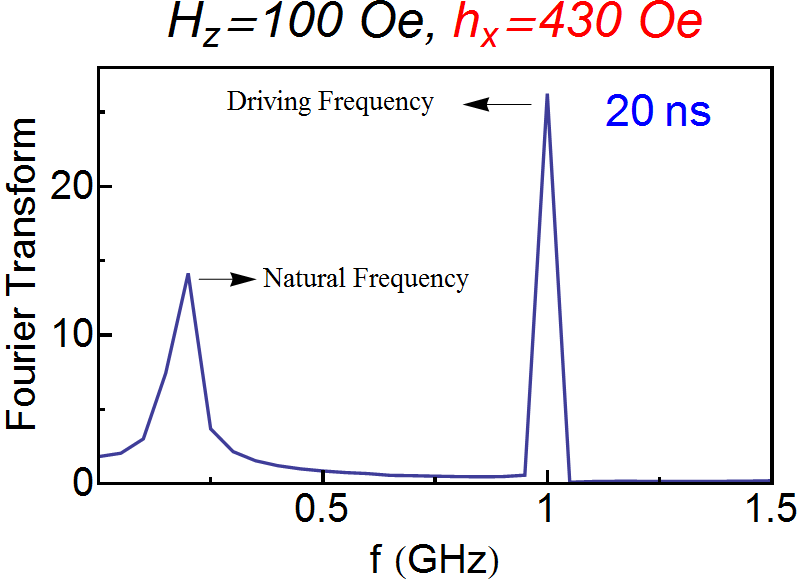 Hz=100 Oe, hx=430 Oe
Driving Frequency
20 ns
Natural Frequency
Fourier Transform
20
10
0
0.5
1
1.5
f (GHz)